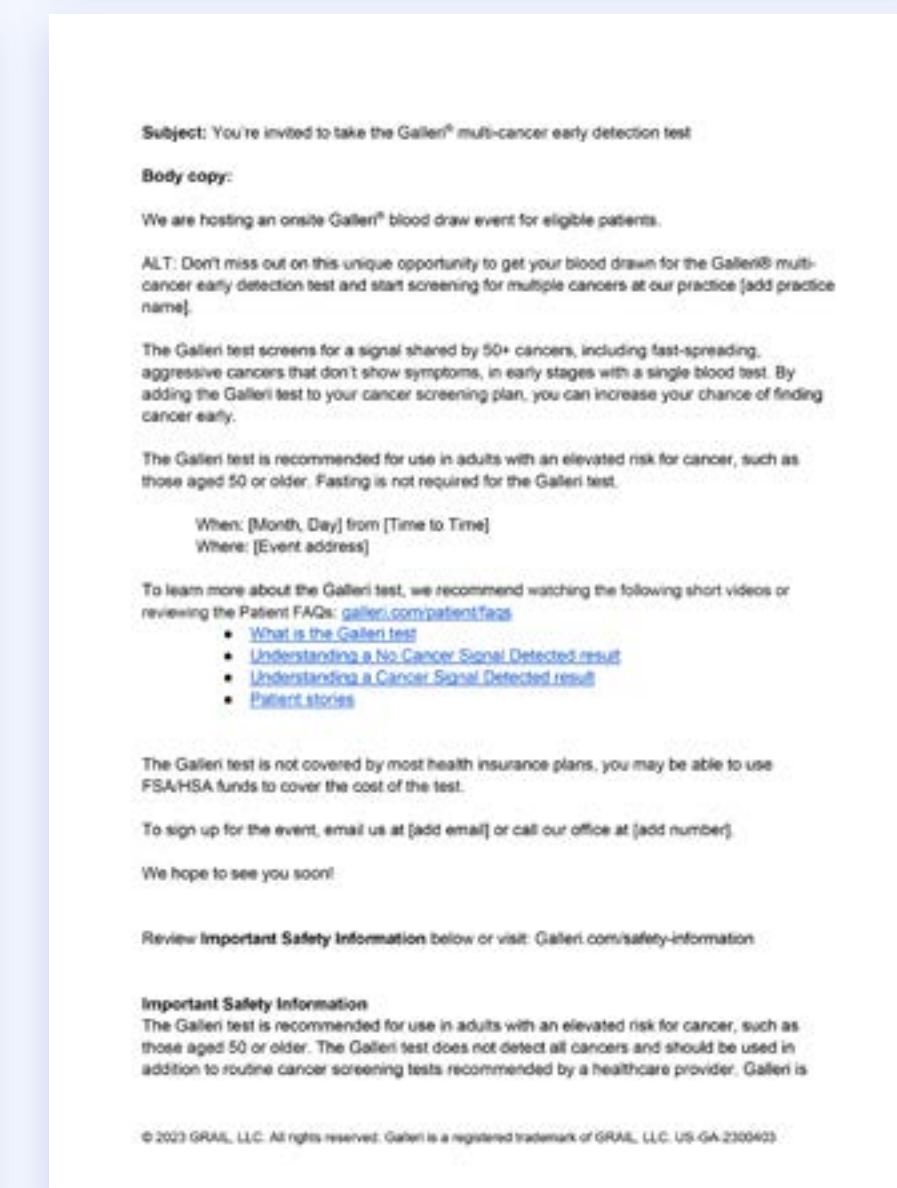 Subject: You're invited to take the Galleri® multi-cancer early detection test
Body copy:
We are hosting an onsite Galleri® blood draw event for eligible patients.
ALT: Don't miss out on this unique opportunity to get your blood drawn for the Galleri® multi-
cancer early detection test and start screening for multiple cancers at our practice [add practice
name].
The Galleri test screens for a signal shared by 50+ cancers, including fast-spreading,
aggressive cancers that don't show symptoms, in early stages with a single blood test. By
adding the Galleri test to your cancer screening plan, you can increase your chance of finding
cancer early.
The Galleri test is recommended for use in adults with an elevated risk for cancer, such as
those aged 50 or older. Fasting is not required for the Galleri test.
When: [Month, Day] from [Time to Time]
Where: [Event address]
To learn more about the Galleri test, we recommend watching the following short videos or
reviewing the Patient FAQs: galleri.com/patient/faqs
• What is the Galleri test
• Understanding a No Cancer Signal Detected result
• Understanding a Cancer Signal Detected result
• Patient stories
The Galleri test is not covered by most health insurance plans, you may be able to use
FSA/HSA funds to cover the cost of the test.
To sign up for the event, email us at [add email] or call our office at [add number].
We hope to see you soon!
Review Important Safety Information below or visit: Galleri.com/safety-information
Important Safety Information
The Galleri test is recommended for use in adults with an elevated risk for cancer, such as
those aged 50 or older. The Galleri test does not detect all cancers and should be used in
addition to routine cancer screening tests recommended by a healthcare provider. Galleri is
© 2023 GRAIL, LLC. All rights reserved. Galleri is a registered trademark of GRAIL, LLC. US-GA-2300403